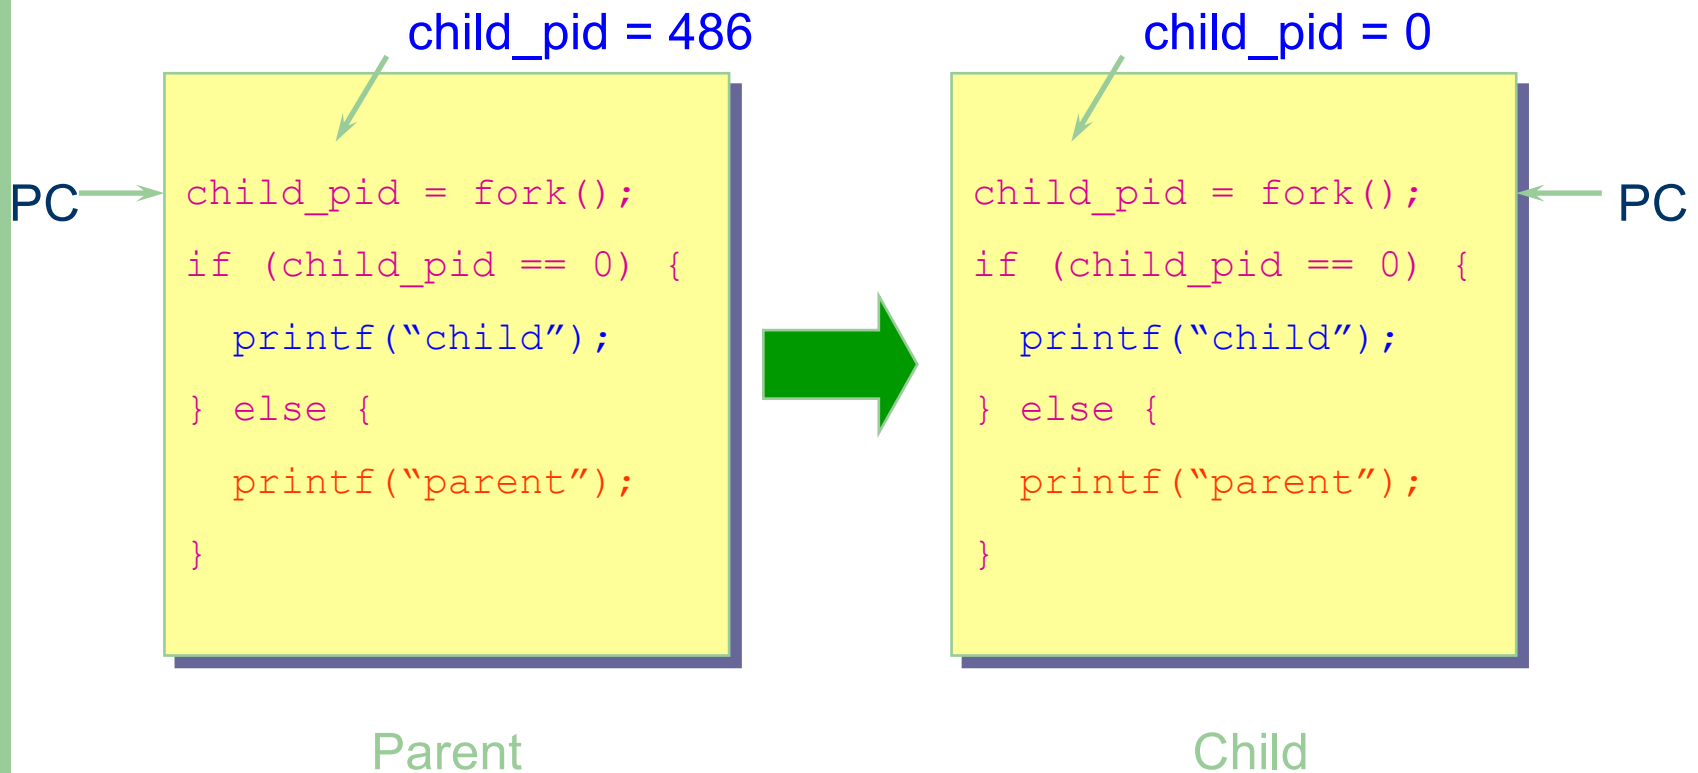 child_pid = 486
PC
child_pid = fork();
if (child_pid == 0) {
printf(“child”);
} else {
printf(“parent”);
}
Parent
child_pid = 0
child_pid = fork();
PC
if (child_pid == 0) {
printf(“child”);
} else {
printf(“parent”);
}
Child